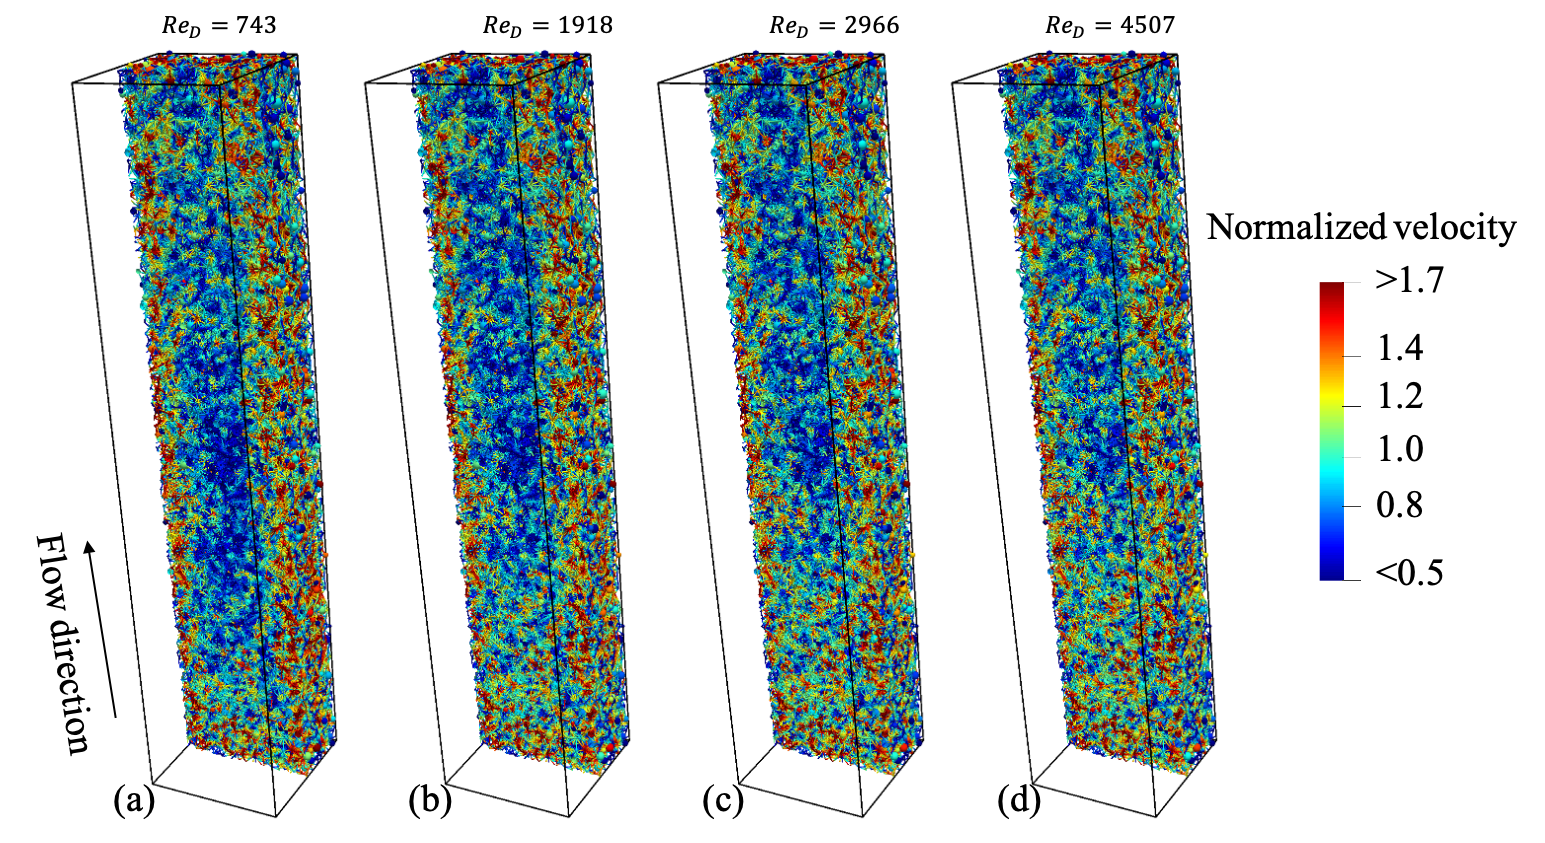 Re_D = 743
Re_D = 1918
Re_D = 2966
Re_D = 4507
Normalized velocity
>1.7
1.4
1.2
1.0
0.8
<0.5
Flow direction
(a)
(b)
(c)
(d)